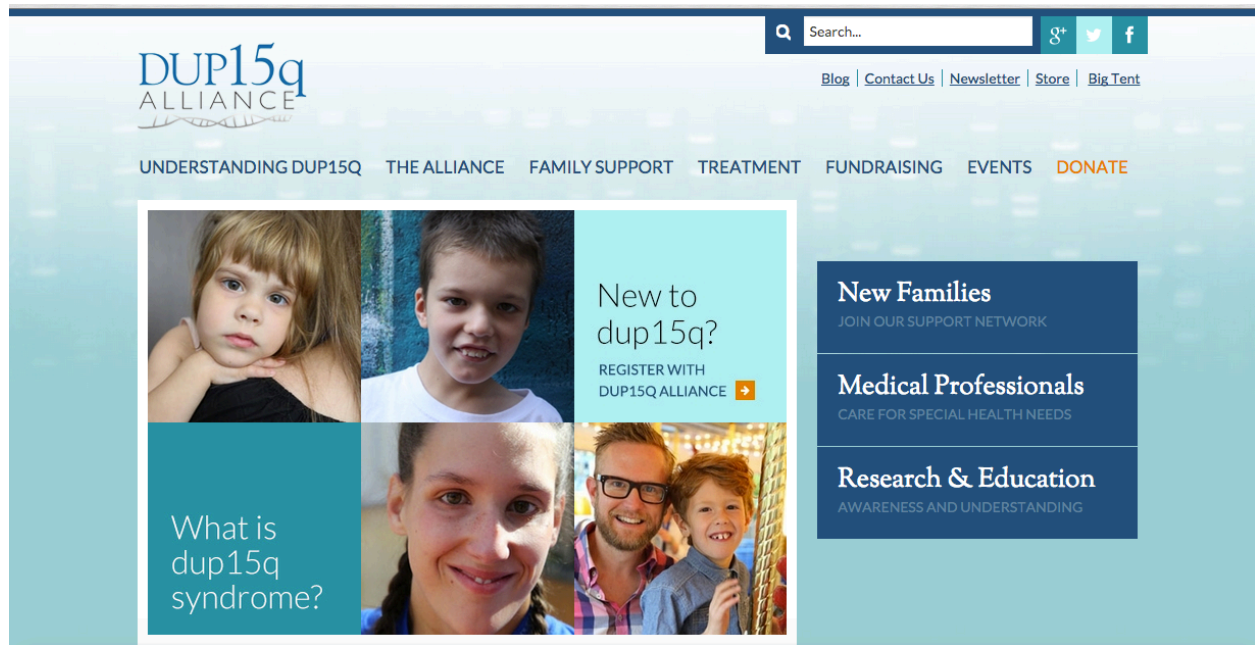 Search...
g+ f
DUP15q
ALLIANCE
Blog | Contact Us | Newsletter | Store | Big Tent
UNDERSTANDING DUP15Q THE ALLIANCE FAMILY SUPPORT TREATMENT FUNDRAISING EVENTS DONATE
New to
dup15q?
REGISTER WITH
DUP15Q ALLIANCE
What is
dup15q
syndrome?
New Families
JOIN OUR SUPPORT NETWORK
Medical Professionals
CARE FOR SPECIAL HEALTH NEEDS
Research & Education
AWARENESS AND UNDERSTANDING